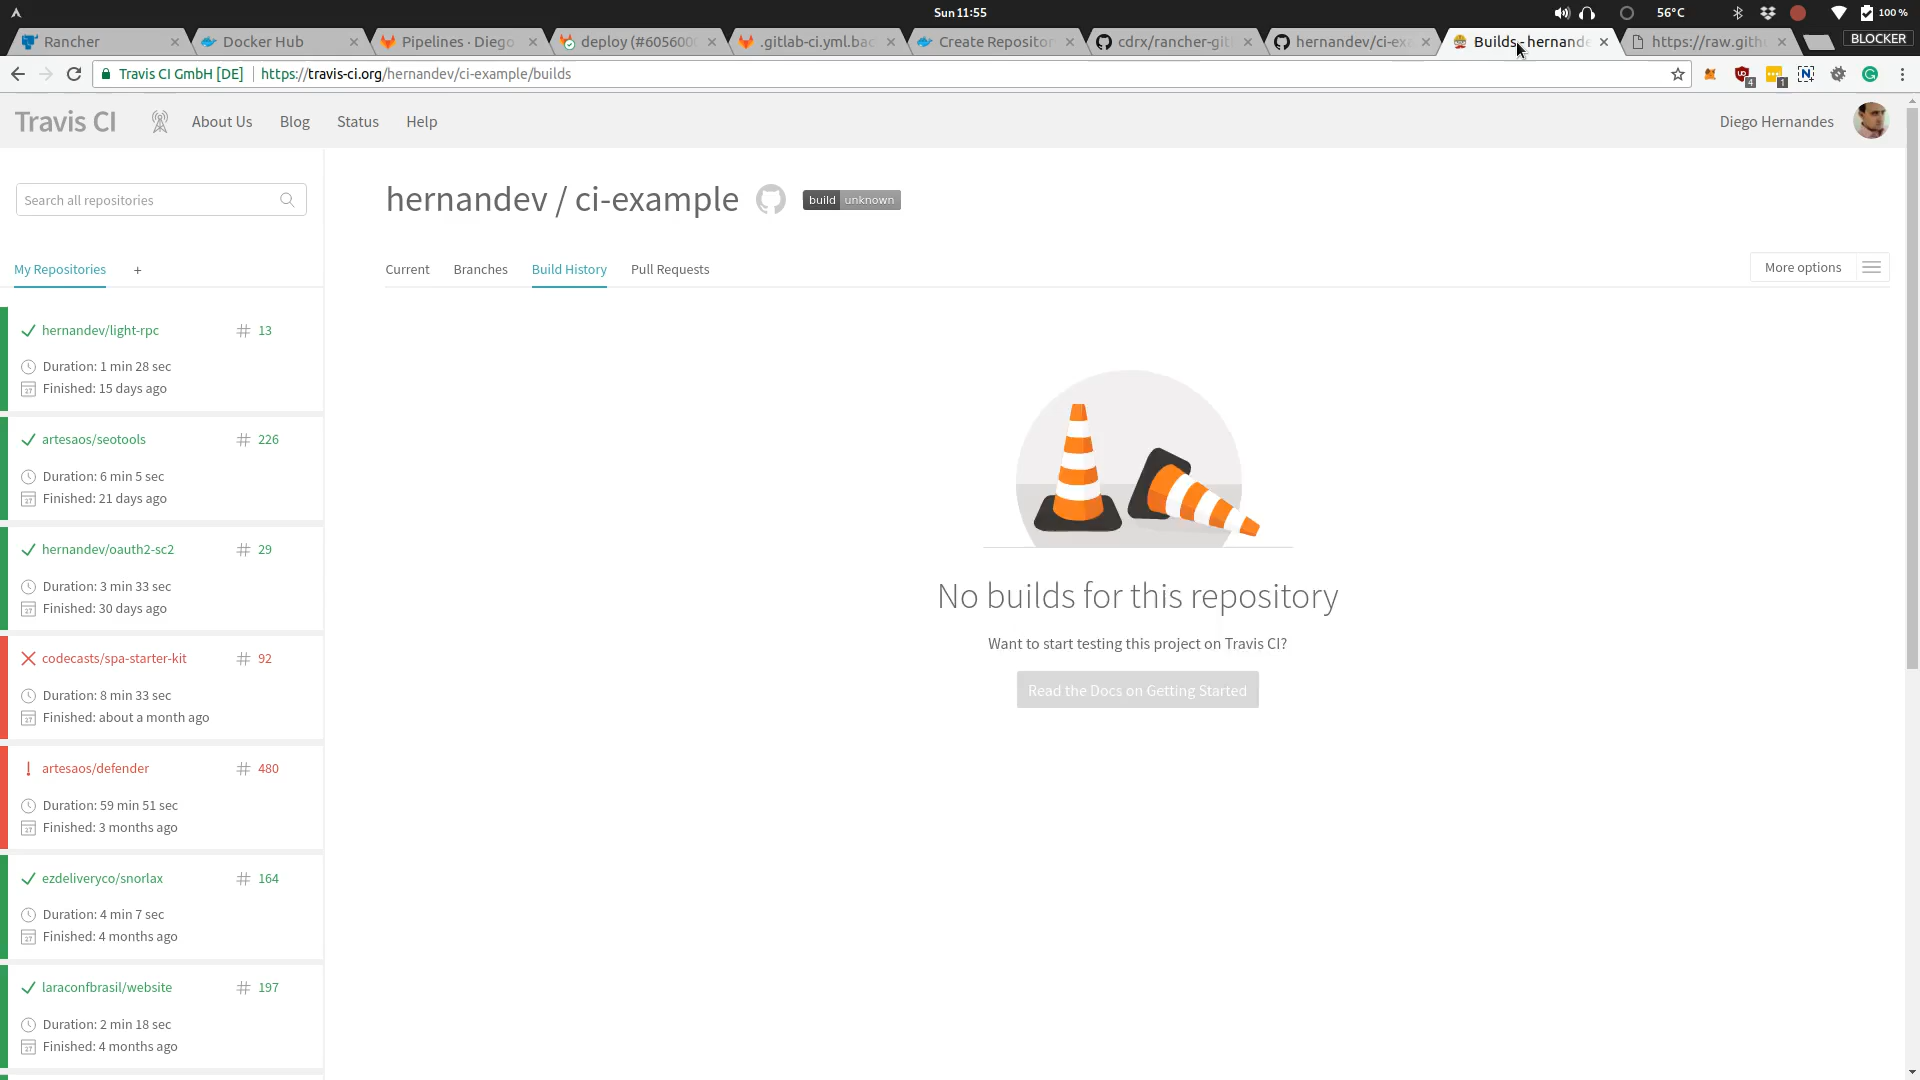 Sun 11:55
56°C
100 %
Rancher
Docker Hub
Pipelines · Diego
deploy (#605600
.gitlab-ci.yml.bac
Create Repositor
cdrx/rancher-gitl
hernandev/ci-exa
Builds - hernande
https://raw.githu
BLOCKER
Travis CI GmbH [DE]
https://travis-ci.org/hernandev/ci-example/builds
4
1
Travis CI
About Us
Blog
Status
Help
Diego Hernandes
Search all repositories
hernandev / ci-example
build unknown
My Repositories
+
Current
Branches
Build History
Pull Requests
More options
hernandev/light-rpc
# 13
Duration: 1 min 28 sec
Finished: 15 days ago
artesaos/seotools
# 226
Duration: 6 min 5 sec
Finished: 21 days ago
hernandev/oauth2-sc2
# 29
Duration: 3 min 33 sec
Finished: 30 days ago
codecasts/spa-starter-kit
# 92
Duration: 8 min 33 sec
Finished: about a month ago
artesaos/defender
# 480
Duration: 59 min 51 sec
Finished: 3 months ago
ezdeliveryco/snorlax
# 164
Duration: 4 min 7 sec
Finished: 4 months ago
laraconfbrasil/website
# 197
Duration: 2 min 18 sec
Finished: 4 months ago
No builds for this repository
Want to start testing this project on Travis CI?
Read the Docs on Getting Started